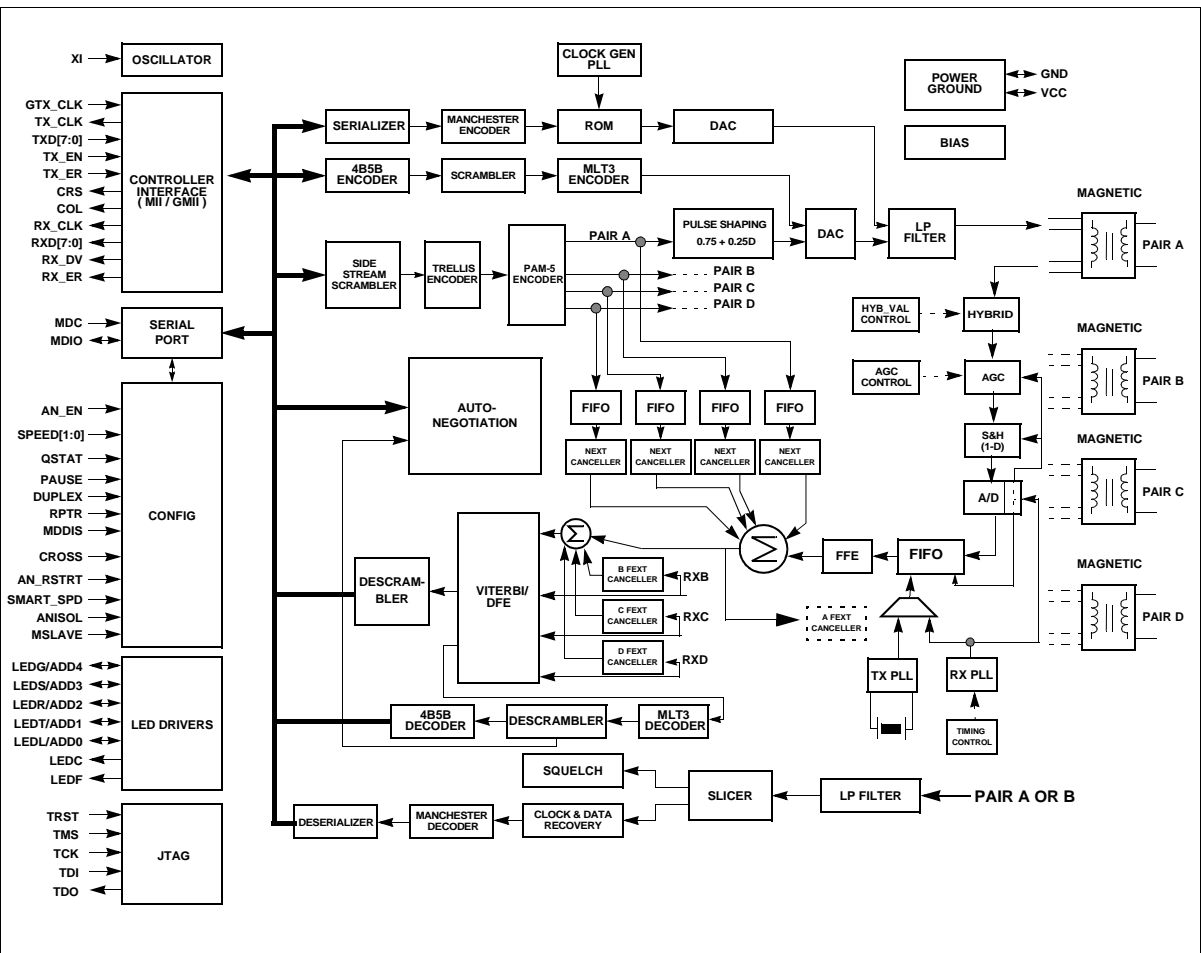 XI
OSCILLATOR
GTX_CLK
TX_CLK
TXD[7:0]
TX_EN
TX_ER
CRS
COL
RX_CLK
RXD[7:0]
RX_DV
RX_ER
CONTROLLER
INTERFACE
( MII / GMII )
MDC
MDIO
SERIAL
PORT
AN_EN
SPEED[1:0]
QSTAT
PAUSE
DUPLEX
RPTR
MDDIS
CROSS
AN_RSTRT
SMART_SPD
ANISOL
MSLAVE
CONFIG
LEDG/ADD4
LEDS/ADD3
LEDR/ADD2
LEDT/ADD1
LEDL/ADD0
LEDC
LEDF
LED DRIVERS
TRST
TMS
TCK
TDI
TDO
JTAG
CLOCK GEN
PLL
SERIALIZER
MANCHESTER
ENCODER
ROM
DAC
4B5B
ENCODER
SCRAMBLER
MLT3
ENCODER
SIDE
STREAM
SCRAMBLER
TRELLIS
ENCODER
PAM-5
ENCODER
PAIR A
PAIR B
PAIR C
PAIR D
PULSE SHAPING
0.75 + 0.25D
DAC
LP
FILTER
POWER
GROUND
GND
VCC
BIAS
MAGNETIC
PAIR A
MAGNETIC
PAIR B
MAGNETIC
PAIR C
MAGNETIC
PAIR D
HYB_VAL
CONTROL
HYBRID
AGC
CONTROL
AGC
S&H
(1-D)
A/D
AUTO-
NEGOTIATION
FIFO
FIFO
FIFO
FIFO
NEXT
CANCELLER
NEXT
CANCELLER
NEXT
CANCELLER
NEXT
CANCELLER
Σ
Σ
FFE
FIFO
VITERBI/
DFE
DESCRAM-
BLER
B FEXT
CANCELLER
RXB
C FEXT
CANCELLER
RXC
D FEXT
CANCELLER
RXD
A FEXT
CANCELLER
TX PLL
RX PLL
TIMING
CONTROL
4B5B
DECODER
DESCRAMBLER
MLT3
DECODER
SQUELCH
SLICER
LP FILTER
PAIR A OR B
DESERIALIZER
MANCHESTER
DECODER
CLOCK & DATA
RECOVERY